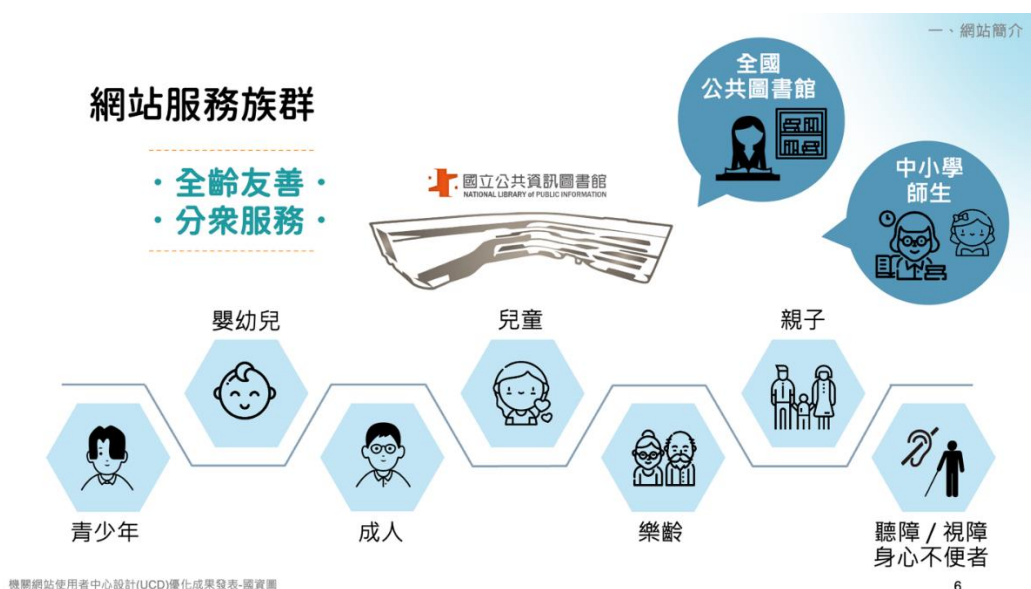 一、網站簡介
網站服務族群
・全齡友善・
・分眾服務・
國立公共資訊圖書館
NATIONAL LIBRARY of PUBLIC INFORMATION
全國
公共圖書館
中小學
師生
嬰幼兒
兒童
親子
青少年
成人
樂齡
聽障 / 視障
身心不便者
機關網站使用者中心設計(UCD)優化成果發表-國資圖
6